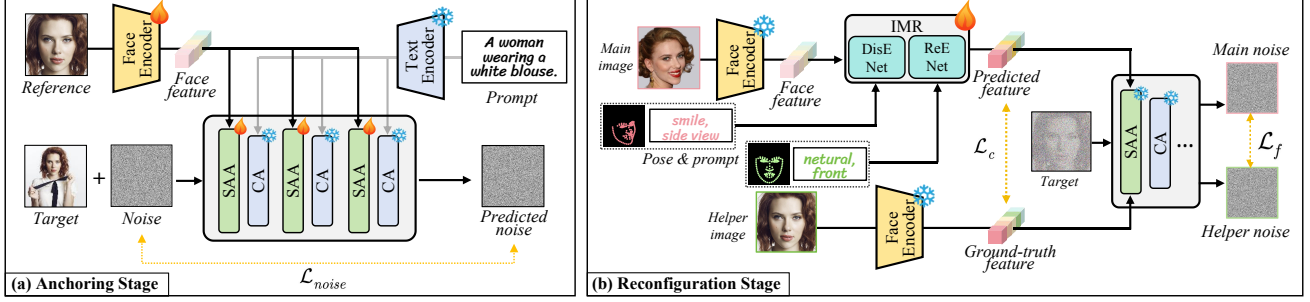 Reference
Face
Encoder
Face
feature
Text
Encoder
A woman
wearing a
white blouse.
Prompt
SAA
CA
SAA
CA
SAA
CA
Target
+
Noise
Predicted
noise
ℒnoise
(a) Anchoring Stage
Main
image
Face
Encoder
Face
feature
IMR
DisE
Net
ReE
Net
Predicted
feature
smile,
side view
Pose & prompt
netural,
front
Helper
image
Face
Encoder
Ground-truth
feature
ℒc
Target
SAA
CA
...
Main noise
ℒf
Helper noise
(b) Reconfiguration Stage